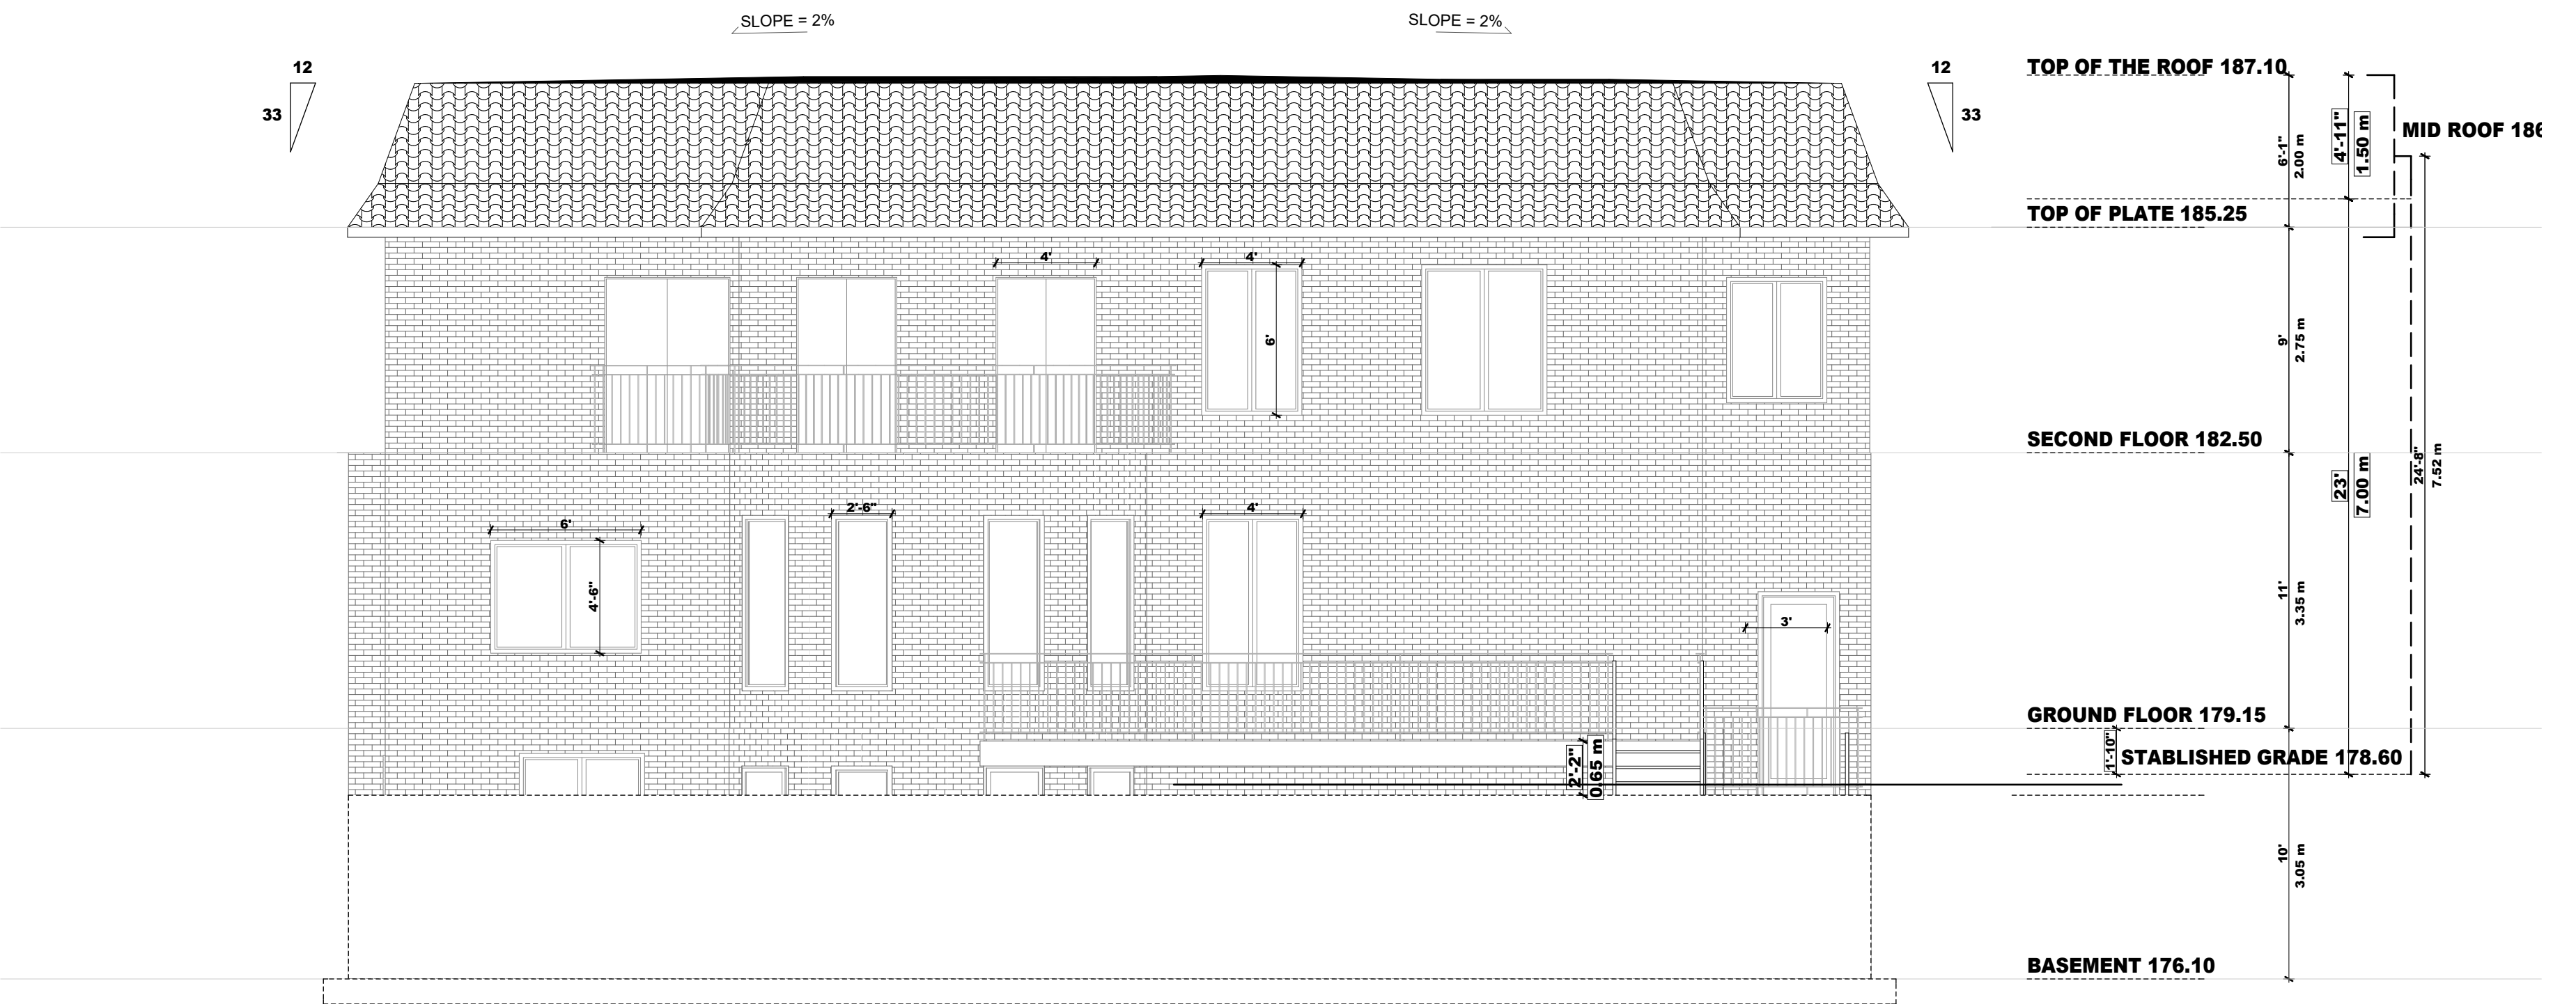 SLOPE = 2%
SLOPE = 2%
12
33
12
33
TOP OF THE ROOF 187.10
MID ROOF 186
6'-1"
2.00 m
4'-11"
1.50 m
TOP OF PLATE 185.25
4'
4'
6'
9'
2.75 m
SECOND FLOOR 182.50
23'
7.00 m
24'-8"
7.52 m
6'
4'-6"
2'-6"
4'
3'
11'
3.35 m
GROUND FLOOR 179.15
1'-10"
STABLISHED GRADE 178.60
2'-2"
0.65 m
10'
3.05 m
BASEMENT 176.10